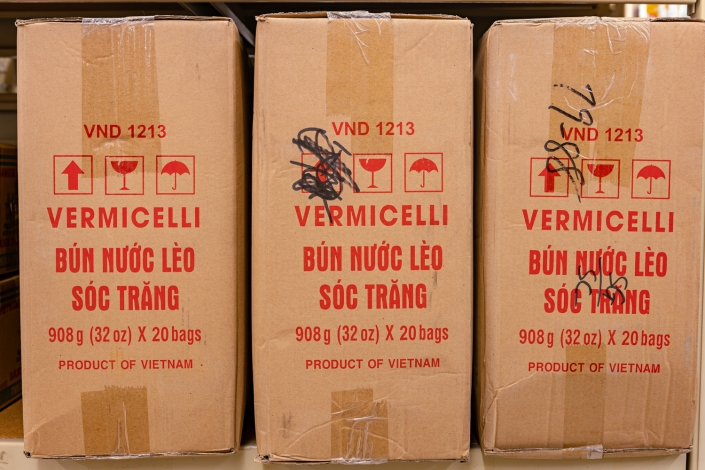 VND 1213
VERMICELLI
BÚN NƯỚC LÈO
SÓC TRĂNG
908g (32 oz) X 20 bags
PRODUCT OF VIETNAM
VND 1213
VERMICELLI
BÚN NƯỚC LÈO
SÓC TRĂNG
908g (32 oz) X 20 bags
PRODUCT OF VIETNAM
79-88
VND 1213
VERMICELLI
BÚN NƯỚC LÈO
SÓC TRĂNG
908g (32 oz) X 20 bags
PRODUCT OF VIETNAM